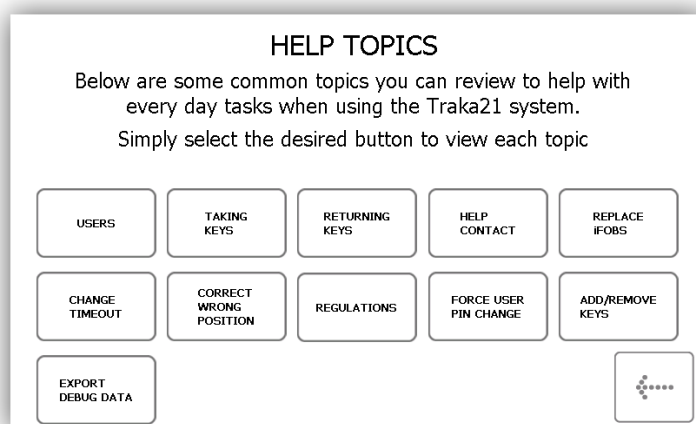 HELP TOPICS
Below are some common topics you can review to help with
every day tasks when using the Traka21 system.
Simply select the desired button to view each topic
USERS
TAKING
KEYS
RETURNING
KEYS
HELP
CONTACT
REPLACE
iFOBS
CHANGE
TIMEOUT
CORRECT
WRONG
POSITION
REGULATIONS
FORCE USER
PIN CHANGE
ADD/REMOVE
KEYS
EXPORT
DEBUG DATA